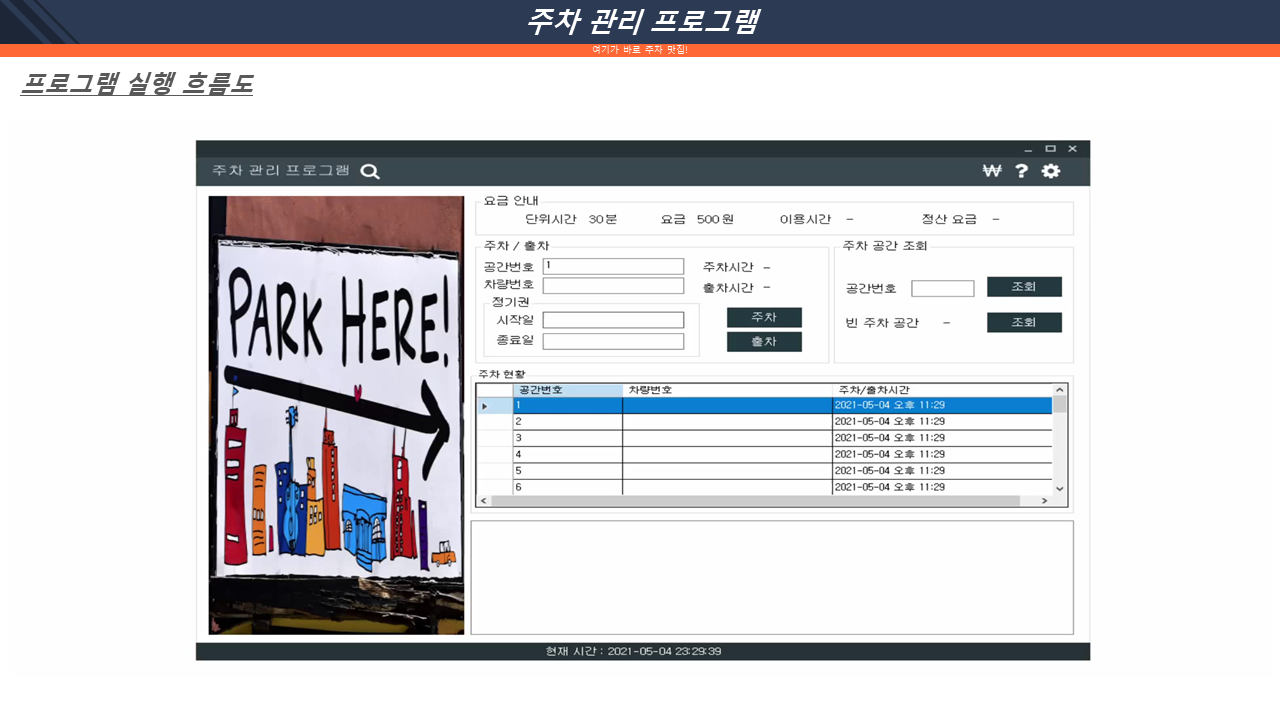 주차 관리 프로그램
여기가 바로 주차 맛집!
프로그램 실행 흐름도
주차 관리 프로그램
₩ ?
PARK HERE!
요금 안내
단위시간 30분 요금 500원 이용시간 - 정산 요금 -
주차 / 출차
공간번호 1 주차시간 -
차량번호 출차시간 -
정기권
시작일 주차
종료일 출차
주차 공간 조회
공간번호 조회
빈 주차 공간 - 조회
주차 현황
공간번호 차량번호 주차/출차시간
1 2021-05-04 오후 11:29
2 2021-05-04 오후 11:29
3 2021-05-04 오후 11:29
4 2021-05-04 오후 11:29
5 2021-05-04 오후 11:29
6 2021-05-04 오후 11:29
현재 시간 : 2021-05-04 23:29:39